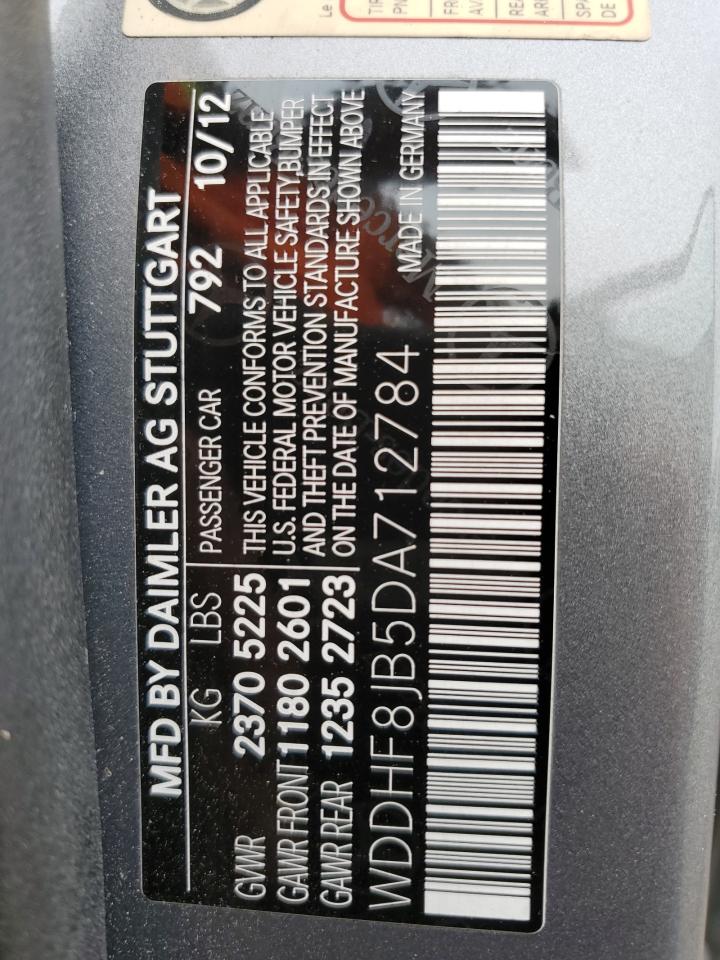 MFD BY DAIMLER AG STUTTGART
KG LBS PASSENGER CAR 792 10/12
GVWR 2370 5225 THIS VEHICLE CONFORMS TO ALL APPLICABLE
GAWR FRONT 1180 2601 U.S. FEDERAL MOTOR VEHICLE SAFETY,BUMPER
GAWR REAR 1235 2723 AND THEFT PREVENTION STANDARDS IN EFFECT
ON THE DATE OF MANUFACTURE SHOWN ABOVE
WDDHF8JB5DA712784 MADE IN GERMANY
Le